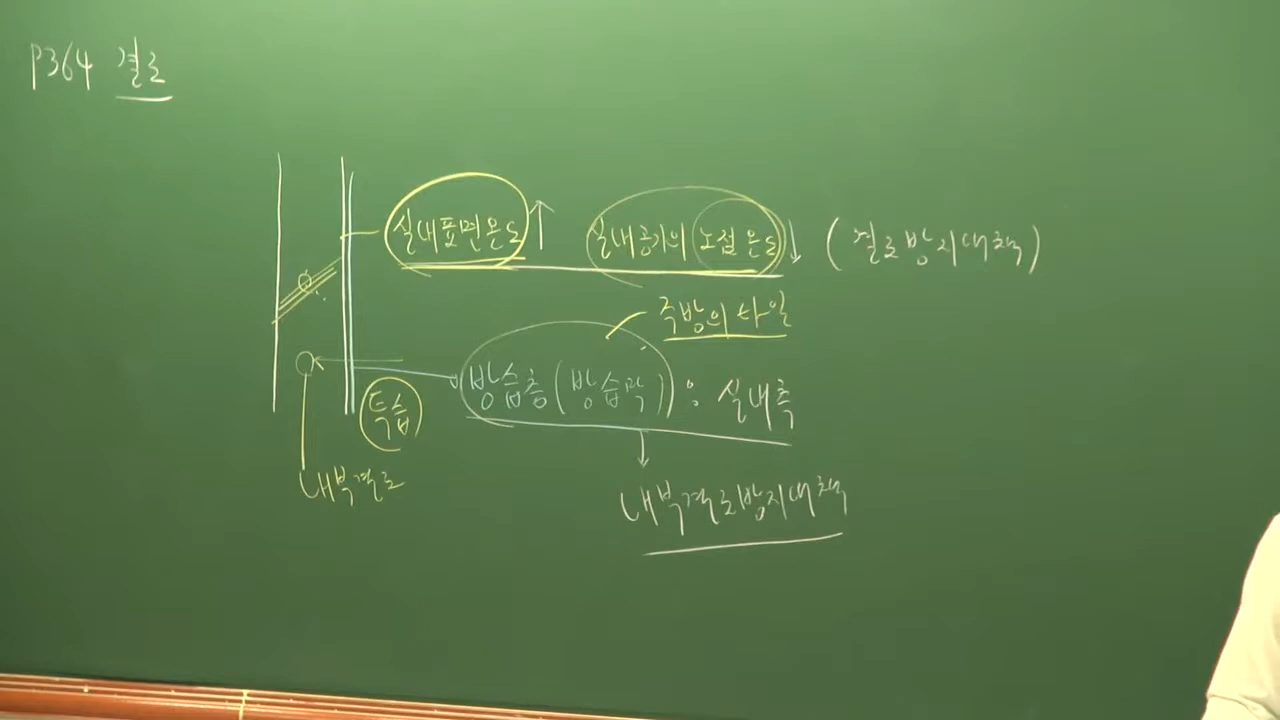 P364 결로
실내표면온도↑ 실내공기의 노점온도↓ (결로방지대책)
주방의 타일
방습층(방습막) : 실내측
투습
내부결로
내부결로방지대책